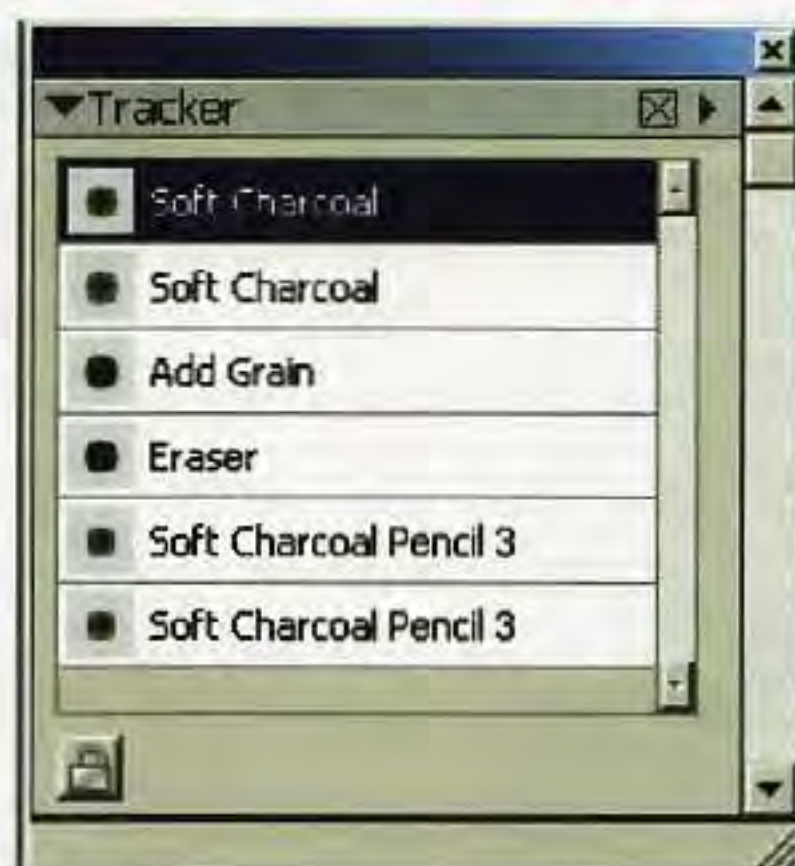 Tracker
Soft Charcoal
Soft Charcoal
Add Grain
Eraser
Soft Charcoal Pencil 3
Soft Charcoal Pencil 3